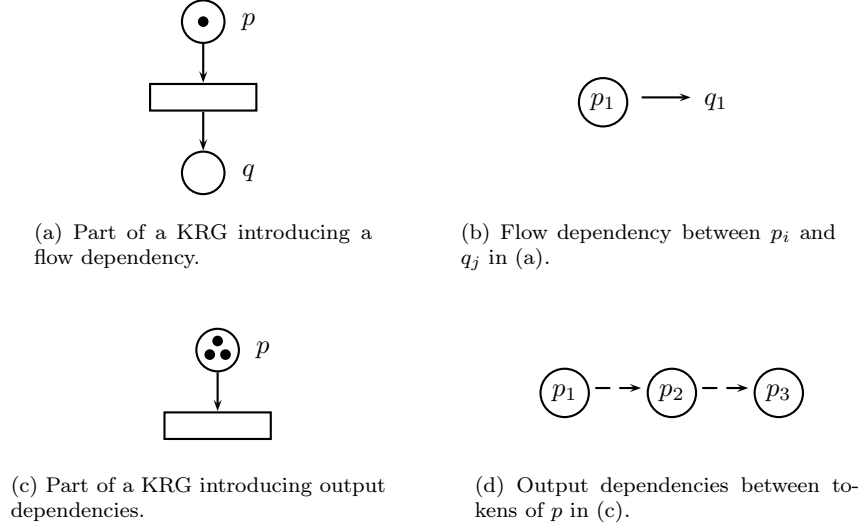 p
q
p1
q1
(a) Part of a KRG introducing a
flow dependency.
(b) Flow dependency between pi and
qj in (a).
p
p1
p2
p3
(c) Part of a KRG introducing output
dependencies.
(d) Output dependencies between to-
kens of p in (c).